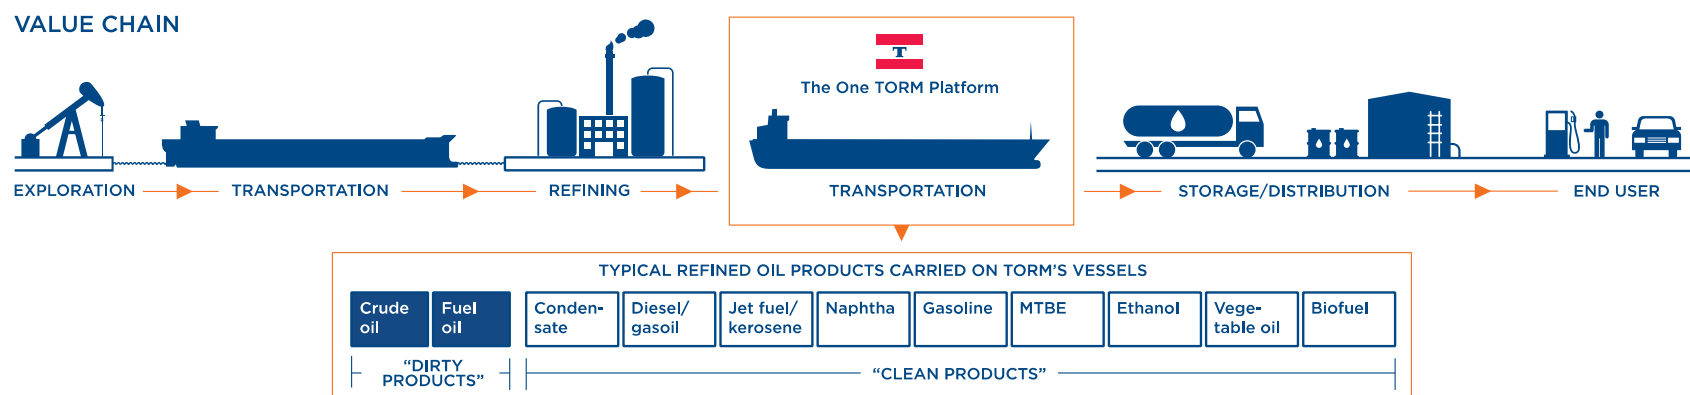 VALUE CHAIN
T
The One TORM Platform
EXPLORATION
TRANSPORTATION
REFINING
TRANSPORTATION
STORAGE/DISTRIBUTION
END USER
TYPICAL REFINED OIL PRODUCTS CARRIED ON TORM'S VESSELS
Crude
oil
Fuel
oil
Conden-
sate
Diesel/
gasoil
Jet fuel/
kerosene
Naphtha
Gasoline
MTBE
Ethanol
Vege-
table oil
Biofuel
“DIRTY
PRODUCTS”
“CLEAN PRODUCTS”